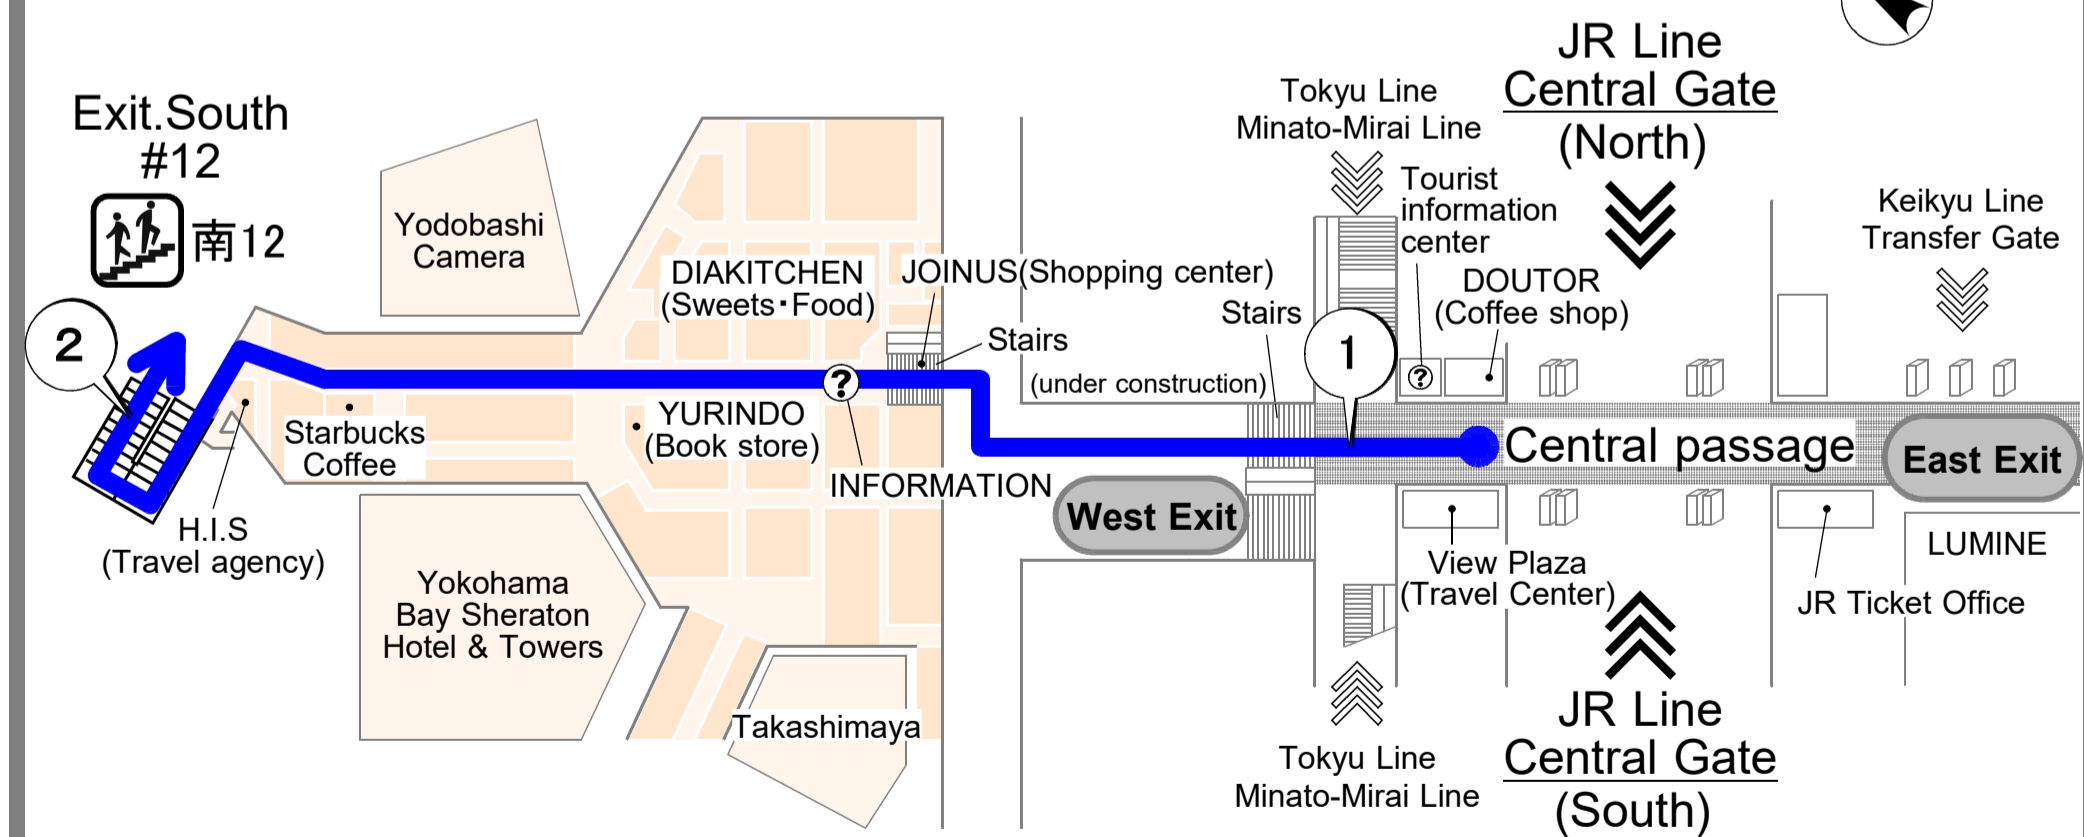 Exit.South
#12
南12
2
Yodobashi
Camera
DIAKITCHEN
(Sweets・Food)
JOINUS(Shopping center)
Stairs
(under construction)
Stairs
1
Tokyu Line
Minato-Mirai Line
JR Line
Central Gate
(North)
Tourist
information
center
?
DOUTOR
(Coffee shop)
Keikyu Line
Transfer Gate
Starbucks
Coffee
YURINDO
(Book store)
?
INFORMATION
Central passage
East Exit
West Exit
H.I.S
(Travel agency)
Yokohama
Bay Sheraton
Hotel & Towers
Takashimaya
View Plaza
(Travel Center)
LUMINE
JR Ticket Office
Tokyu Line
Minato-Mirai Line
JR Line
Central Gate
(South)